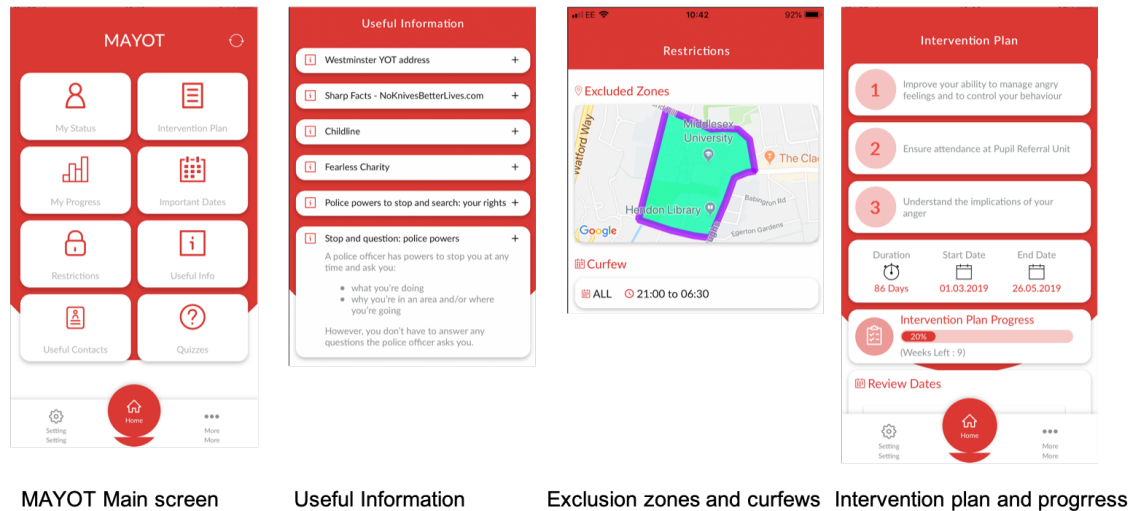 MAYOT
My Status
Intervention Plan
My Progress
Important Dates
Restrictions
Useful Info
Useful Contacts
Quizzes
Setting
Setting
Home
More
More
Useful Information
Westminster YOT address +
Sharp Facts - NoKnivesBetterLives.com +
Childline +
Fearless Charity +
Police powers to stop and search: your rights +
Stop and question: police powers +
A police officer has powers to stop you at any
time and ask you:
• what you're doing
• why you're in an area and/or where
you're going
However, you don't have to answer any
questions the police officer asks you.
EE 10:42 92%
Restrictions
Excluded Zones
Watford Way
Middlesex
University
The Cla
Babington Rd
Hendon Library
Egerton Gardens
Google
Curfew
ALL 21:00 to 06:30
Intervention Plan
1 Improve your ability to manage angry
feelings and to control your behaviour
2 Ensure attendance at Pupil Referral Unit
3 Understand the implications of your
anger
Duration Start Date End Date
86 Days 01.03.2019 26.05.2019
Intervention Plan Progress
20%
(Weeks Left : 9)
Review Dates
Setting
Setting
Home
More
More
MAYOT Main screen
Useful Information
Exclusion zones and curfews
Intervention plan and progrress